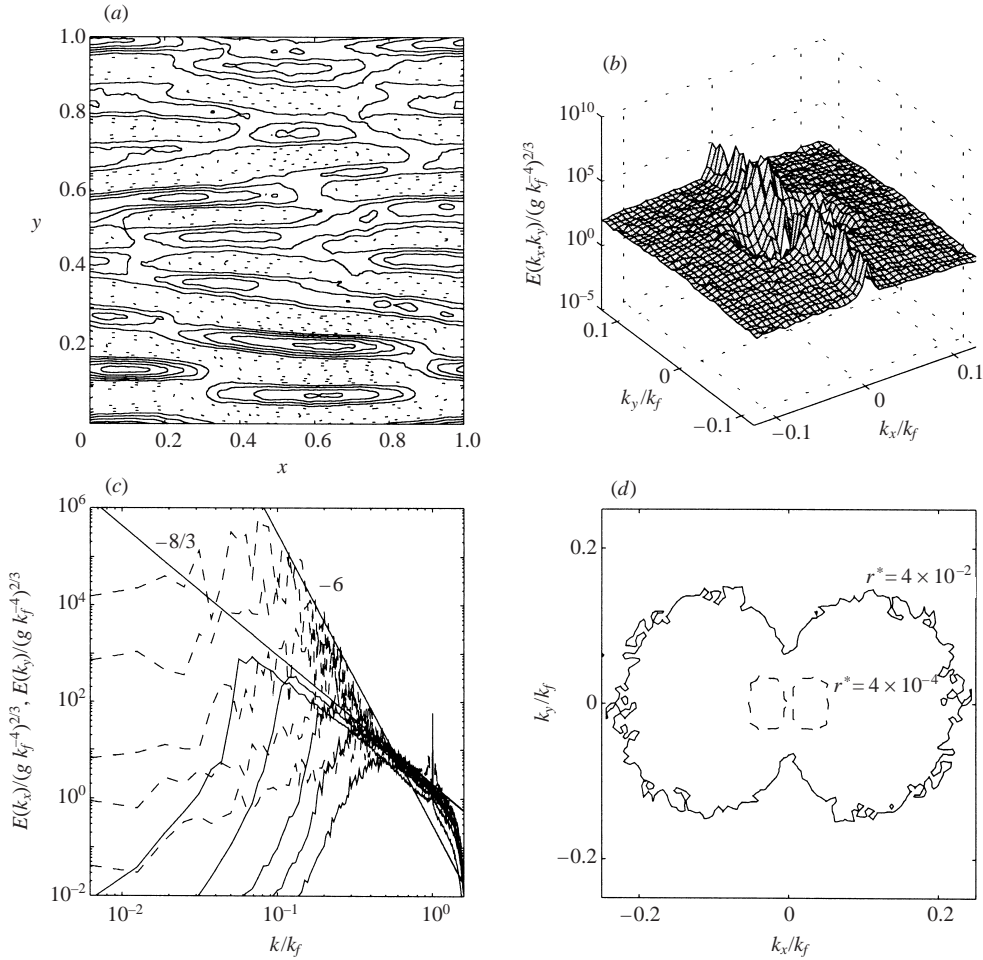 (a)
1.0
0.8
0.6
y
0.4
0.2
0
0.2
0.4
0.6
0.8
1.0
x
(b)
10^10
10^5
10^0
10^−5
E(k_x,k_y)/(g k_f^−4)^2/3
0.1
0
−0.1
k_y/k_f
−0.1
0
0.1
k_x/k_f
(c)
10^6
10^4
10^2
10^0
10^−2
E(k_x)/(g k_f^−4)^2/3, E(k_y)/(g k_f^−4)^2/3
−8/3
−6
10^−2
10^−1
10^0
k/k_f
(d)
0.2
0
−0.2
k_y/k_f
r* = 4 × 10^−2
r* = 4 × 10^−4
−0.2
0
0.2
k_x/k_f